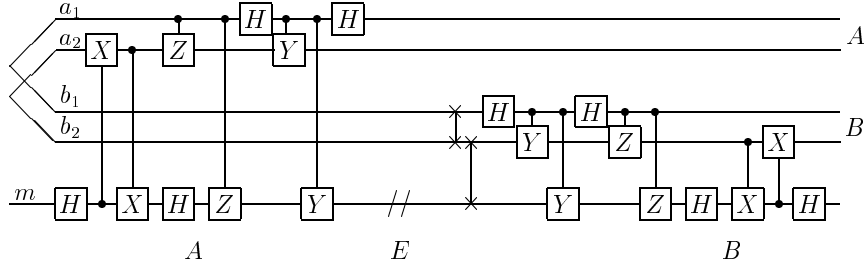 a₁ H H
a₂ X Z Y A
b₁ H H
b₂ Y Z X B
m H X H Z Y Y Z H X H
A E B